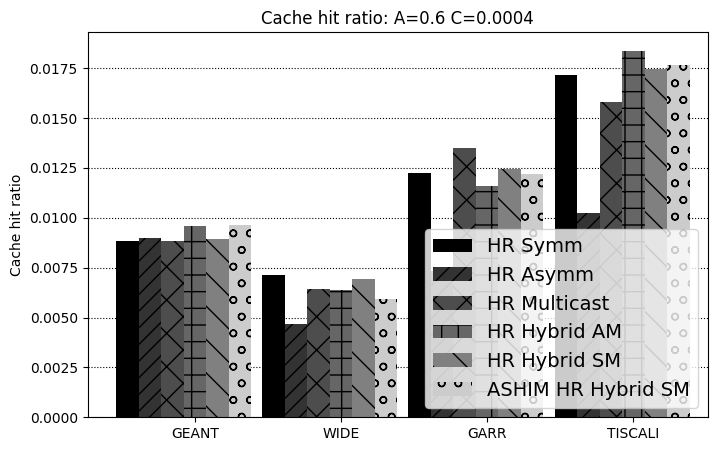 Cache hit ratio: A=0.6 C=0.0004
Cache hit ratio
0.0175
0.0150
0.0125
0.0100
0.0075
0.0050
0.0025
0.0000
HR Symm
HR Asymm
HR Multicast
HR Hybrid AM
HR Hybrid SM
ASHIM HR Hybrid SM
GEANT
WIDE
GARR
TISCALI